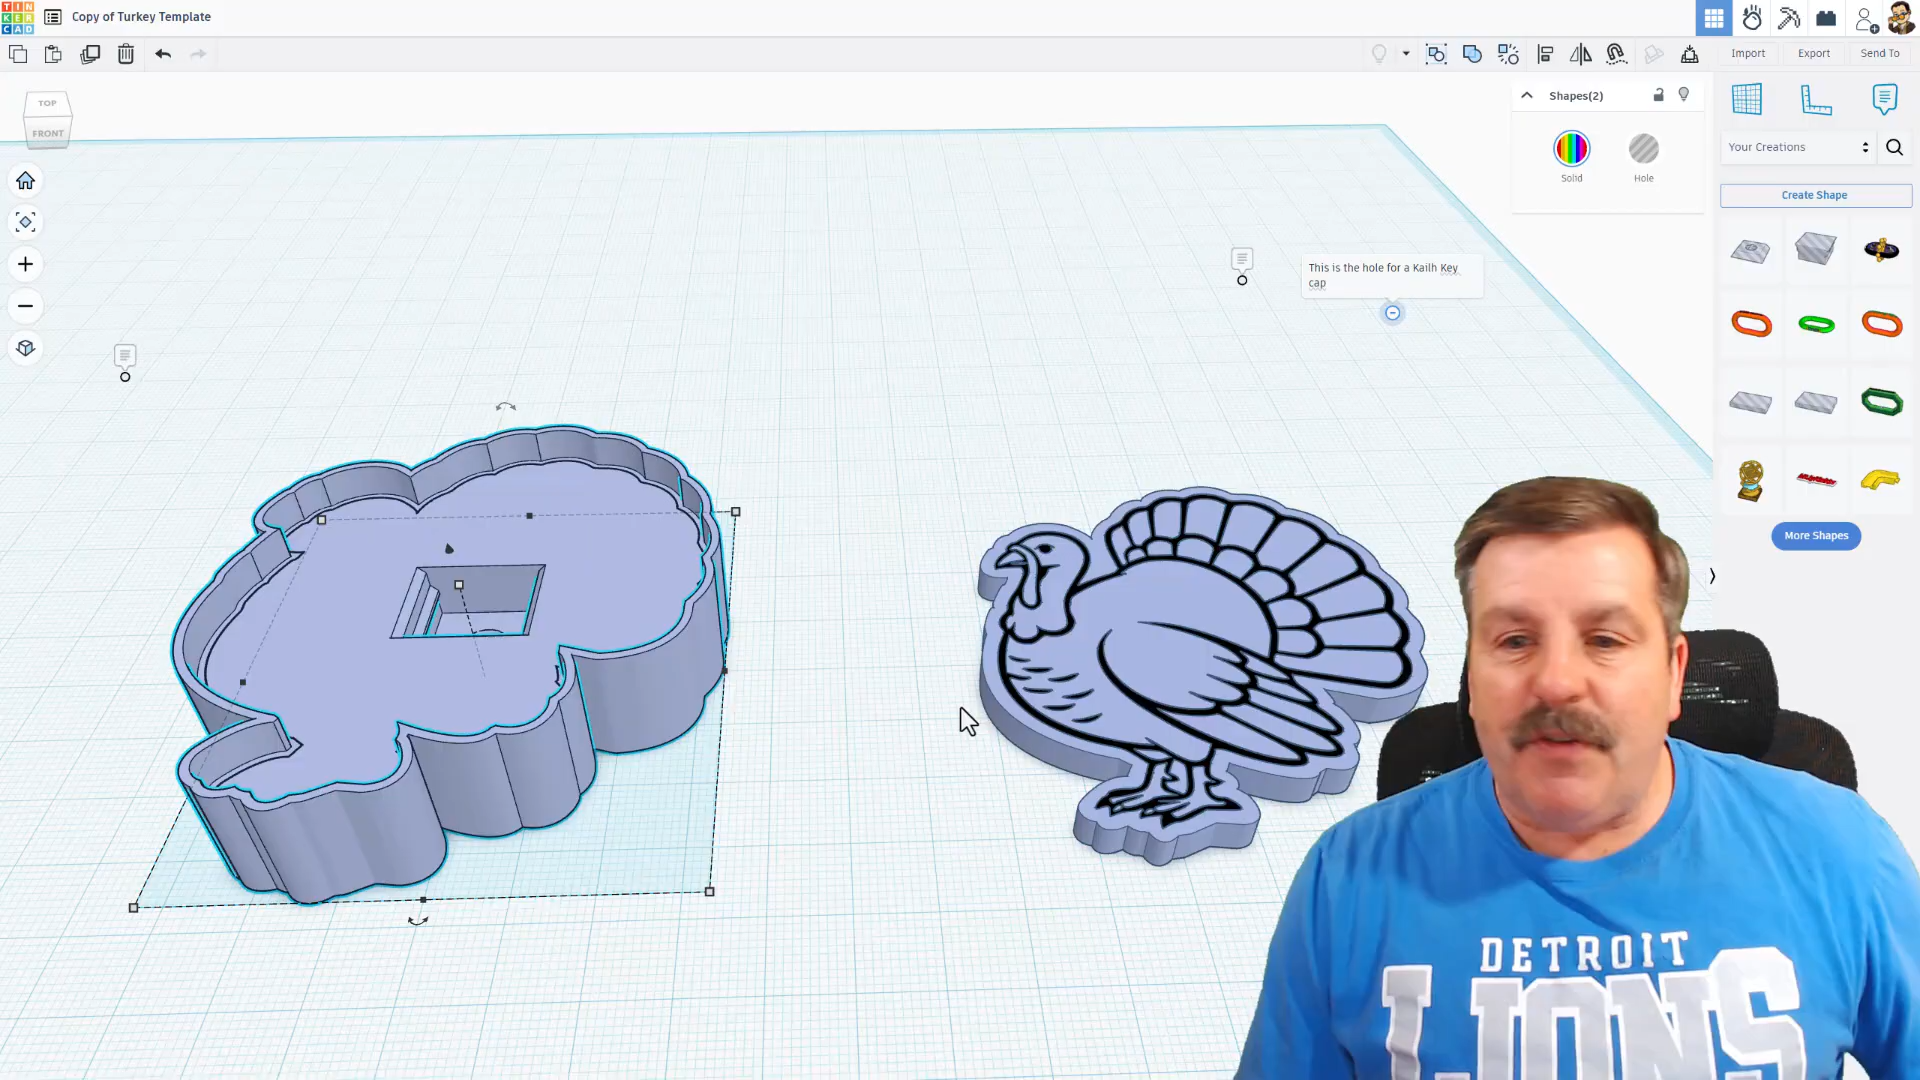 TIN
KER
CAD
Copy of Turkey Template
Import
Export
Send To
TOP
FRONT
Shapes(2)
Solid
Hole
Your Creations
Create Shape
This is the hole for a Kailh Key
cap
More Shapes
DETROIT
LIONS